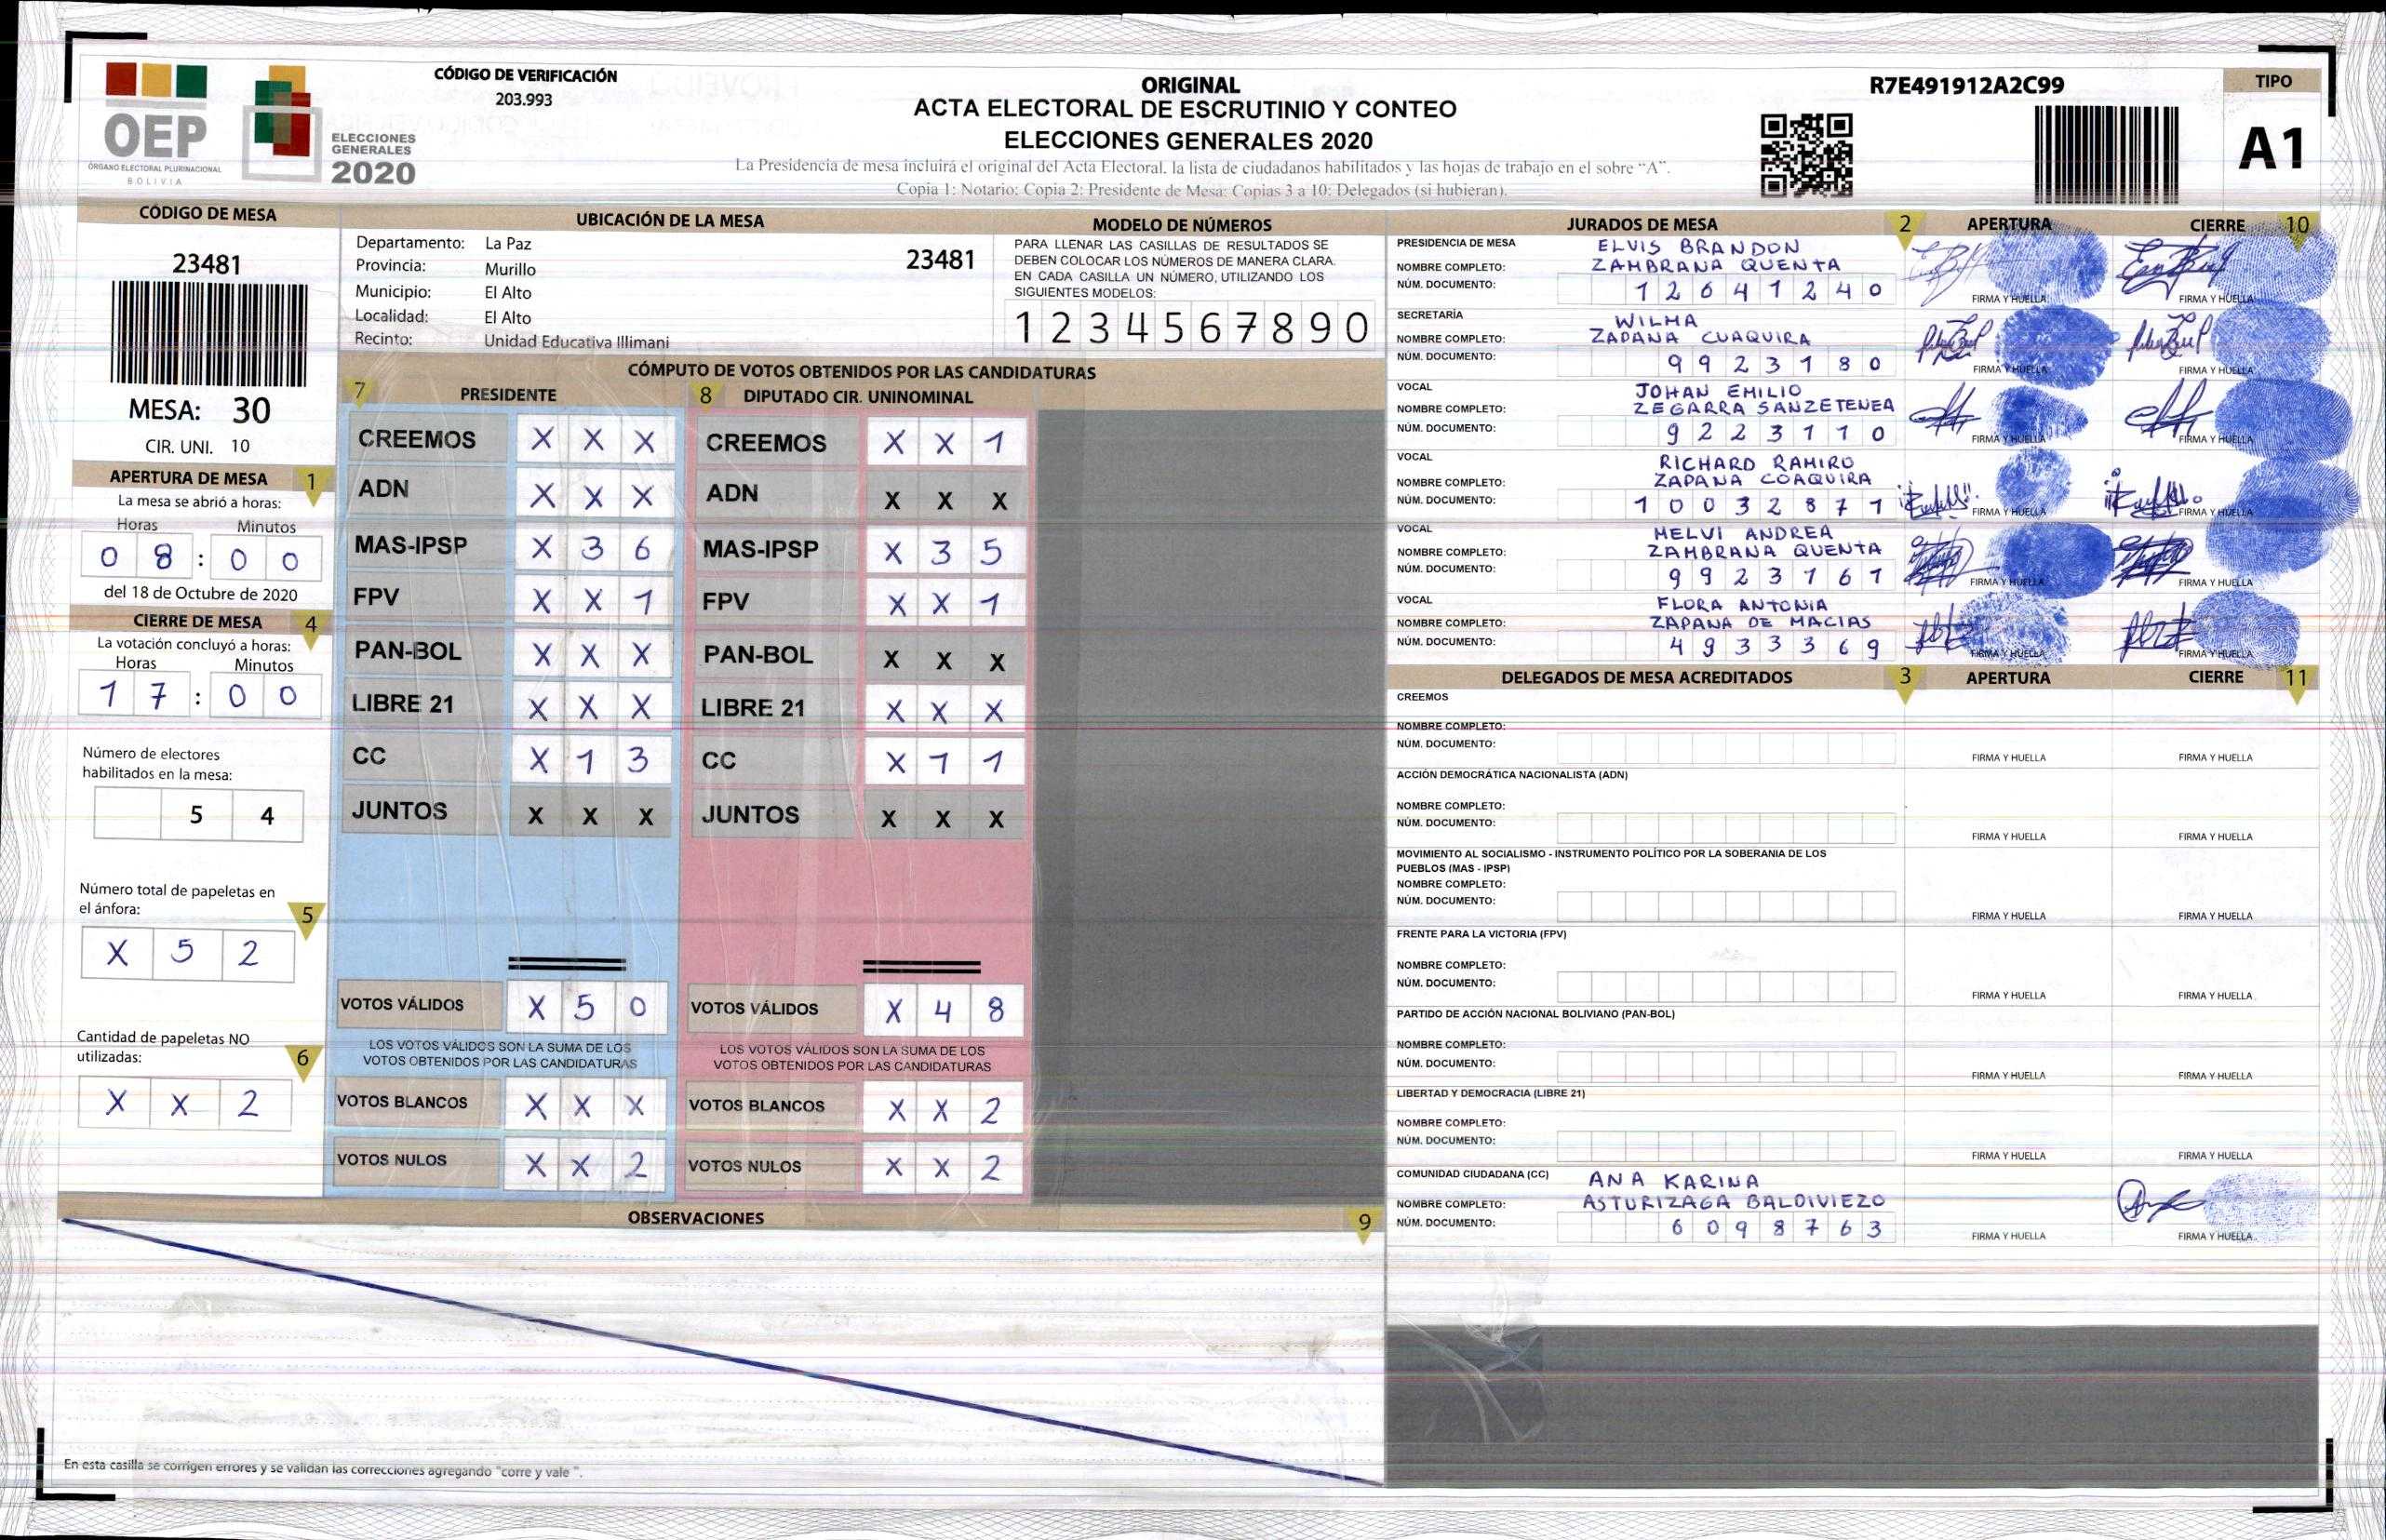 CÓDIGO DE VERIFICACIÓN
203.993
OEP
ÓRGANO ELECTORAL PLURINACIONAL
BOLIVIA
ELECCIONES
GENERALES
2020
ORIGINAL
ACTA ELECTORAL DE ESCRUTINIO Y CONTEO
ELECCIONES GENERALES 2020
La Presidencia de mesa incluirá el original del Acta Electoral, la lista de ciudadanos habilitados y las hojas de trabajo en el sobre “A”.
Copia 1: Notario; Copia 2: Presidente de Mesa; Copias 3 a 10: Delegados (si hubieran).
R7E491912A2C99
TIPO
A1
CÓDIGO DE MESA
23481
MESA: 30
CIR. UNI. 10
APERTURA DE MESA 1
La mesa se abrió a horas:
Horas Minutos
0 8 : 0 0
del 18 de Octubre de 2020
CIERRE DE MESA 4
La votación concluyó a horas:
Horas Minutos
1 7 : 0 0
Número de electores
habilitados en la mesa:
5 4
Número total de papeletas en
el ánfora: 5
X 5 2
Cantidad de papeletas NO
utilizadas: 6
X X 2
UBICACIÓN DE LA MESA
Departamento: La Paz 23481
Provincia: Murillo
Municipio: El Alto
Localidad: El Alto
Recinto: Unidad Educativa Illimani
MODELO DE NÚMEROS
PARA LLENAR LAS CASILLAS DE RESULTADOS SE
DEBEN COLOCAR LOS NÚMEROS DE MANERA CLARA.
EN CADA CASILLA UN NÚMERO, UTILIZANDO LOS
SIGUIENTES MODELOS:
1 2 3 4 5 6 7 8 9 0
CÓMPUTO DE VOTOS OBTENIDOS POR LAS CANDIDATURAS
7 PRESIDENTE
CREEMOS X X X
ADN X X X
MAS-IPSP X 3 6
FPV X X 1
PAN-BOL X X X
LIBRE 21 X X X
CC X 1 3
JUNTOS X X X
VOTOS VÁLIDOS X 5 0
LOS VOTOS VÁLIDOS SON LA SUMA DE LOS
VOTOS OBTENIDOS POR LAS CANDIDATURAS
VOTOS BLANCOS X X X
VOTOS NULOS X X 2
8 DIPUTADO CIR. UNINOMINAL
CREEMOS X X 1
ADN X X X
MAS-IPSP X 3 5
FPV X X 1
PAN-BOL X X X
LIBRE 21 X X X
CC X 1 1
JUNTOS X X X
VOTOS VÁLIDOS X 4 8
LOS VOTOS VÁLIDOS SON LA SUMA DE LOS
VOTOS OBTENIDOS POR LAS CANDIDATURAS
VOTOS BLANCOS X X 2
VOTOS NULOS X X 2
OBSERVACIONES 9
En esta casilla se corrigen errores y se validan las correcciones agregando "corre y vale ".
JURADOS DE MESA 2 APERTURA CIERRE 10
PRESIDENCIA DE MESA ELVIS BRANDON
NOMBRE COMPLETO: ZAMBRANA QUENTA
NÚM. DOCUMENTO: 1 2 6 4 1 2 4 0 FIRMA Y HUELLA FIRMA Y HUELLA
SECRETARÍA WILMA
NOMBRE COMPLETO: ZAPANA CUAQUIRA
NÚM. DOCUMENTO: 9 9 2 3 1 8 0 FIRMA Y HUELLA FIRMA Y HUELLA
VOCAL JOHAN EMILIO
NOMBRE COMPLETO: ZEGARRA SANZETENEA
NÚM. DOCUMENTO: 9 2 2 3 1 1 0 FIRMA Y HUELLA FIRMA Y HUELLA
VOCAL RICHARD RAMIRO
NOMBRE COMPLETO: ZAPANA COAQUIRA
NÚM. DOCUMENTO: 1 0 0 3 2 8 7 1 FIRMA Y HUELLA FIRMA Y HUELLA
VOCAL MELVI ANDREA
NOMBRE COMPLETO: ZAMBRANA QUENTA
NÚM. DOCUMENTO: 9 9 2 3 1 6 1 FIRMA Y HUELLA FIRMA Y HUELLA
VOCAL FLORA ANTONIA
NOMBRE COMPLETO: ZAPANA DE MACIAS
NÚM. DOCUMENTO: 4 9 3 3 3 6 9 FIRMA Y HUELLA FIRMA Y HUELLA
DELEGADOS DE MESA ACREDITADOS 3 APERTURA CIERRE 11
CREEMOS
NOMBRE COMPLETO:
NÚM. DOCUMENTO: FIRMA Y HUELLA FIRMA Y HUELLA
ACCIÓN DEMOCRÁTICA NACIONALISTA (ADN)
NOMBRE COMPLETO:
NÚM. DOCUMENTO: FIRMA Y HUELLA FIRMA Y HUELLA
MOVIMIENTO AL SOCIALISMO - INSTRUMENTO POLÍTICO POR LA SOBERANIA DE LOS
PUEBLOS (MAS - IPSP)
NOMBRE COMPLETO:
NÚM. DOCUMENTO: FIRMA Y HUELLA FIRMA Y HUELLA
FRENTE PARA LA VICTORIA (FPV)
NOMBRE COMPLETO:
NÚM. DOCUMENTO: FIRMA Y HUELLA FIRMA Y HUELLA
PARTIDO DE ACCIÓN NACIONAL BOLIVIANO (PAN-BOL)
NOMBRE COMPLETO:
NÚM. DOCUMENTO: FIRMA Y HUELLA FIRMA Y HUELLA
LIBERTAD Y DEMOCRACIA (LIBRE 21)
NOMBRE COMPLETO:
NÚM. DOCUMENTO: FIRMA Y HUELLA FIRMA Y HUELLA
COMUNIDAD CIUDADANA (CC) ANA KARINA
NOMBRE COMPLETO: ASTURIZAGA BALDIVIEZO
NÚM. DOCUMENTO: 6 0 9 8 7 6 3 FIRMA Y HUELLA FIRMA Y HUELLA